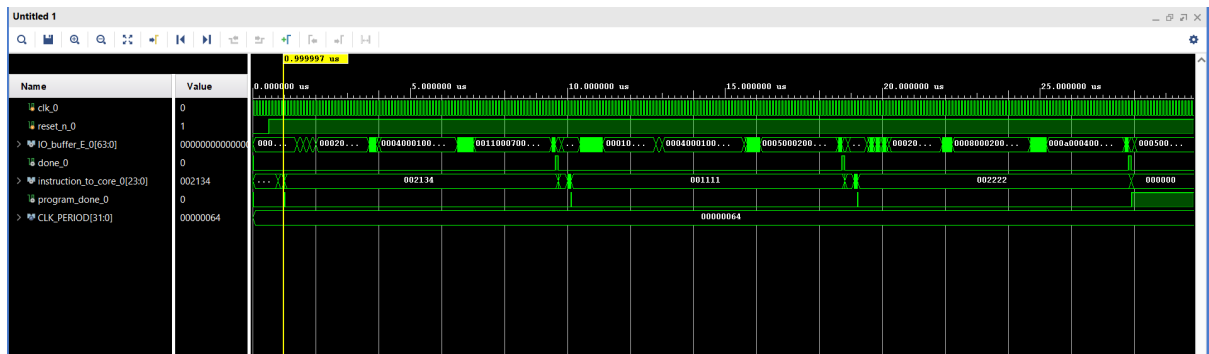 Untitled 1
0.999997 us
Name Value 0.000000 us 5.000000 us 10.000000 us 15.000000 us 20.000000 us 25.000000 us
clk_0 0
reset_n_0 1
IO_buffer_E_0[63:0] 00000000000000 000... 00020... 0004000100... 0011000700... ... 00010... 0004000100... 0005000200... ... 00020... 0008000200... 000a000400... 000500...
done_0 0
instruction_to_core_0[23:0] 002134 ... 002134 001111 002222 000000
program_done_0 0
CLK_PERIOD[31:0] 00000064 00000064